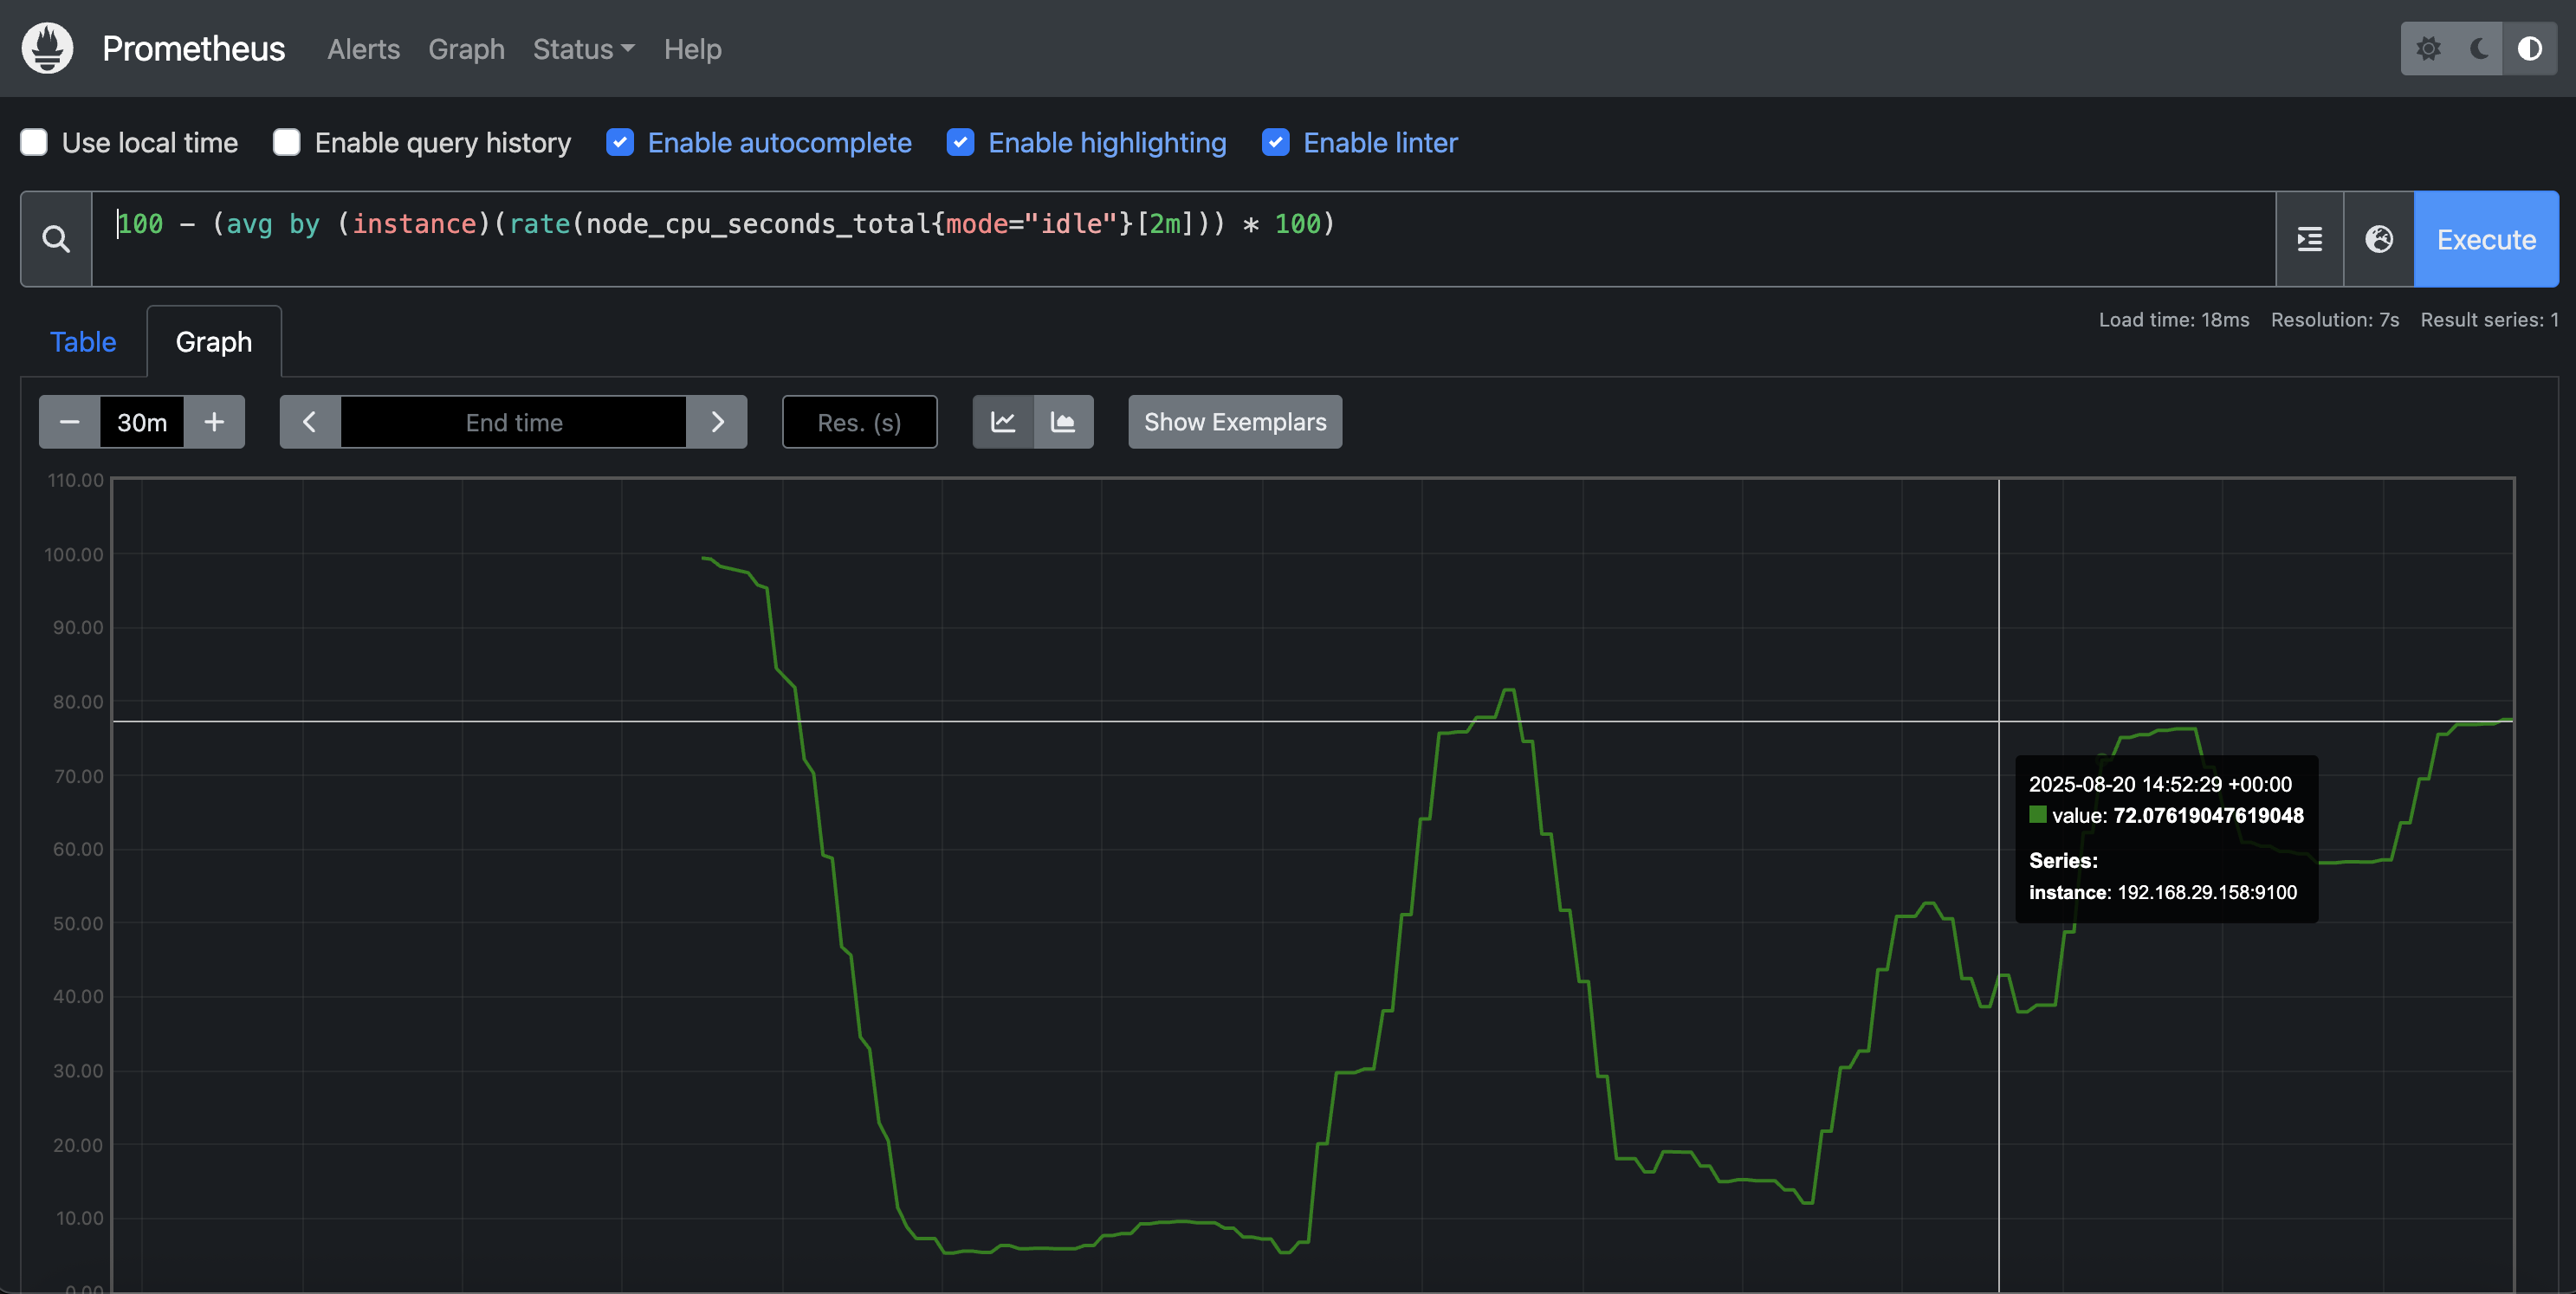 Prometheus Alerts Graph Status Help
Use local time Enable query history Enable autocomplete Enable highlighting Enable linter
100 - (avg by (instance)(rate(node_cpu_seconds_total{mode="idle"}[2m])) * 100)
Execute
Table Graph
Load time: 18ms Resolution: 7s Result series: 1
30m End time Res. (s) Show Exemplars
110.00
100.00
90.00
80.00
70.00
60.00
50.00
40.00
30.00
20.00
10.00
0.00
2025-08-20 14:52:29 +00:00
value: 72.07619047619048
Series:
instance: 192.168.29.158:9100